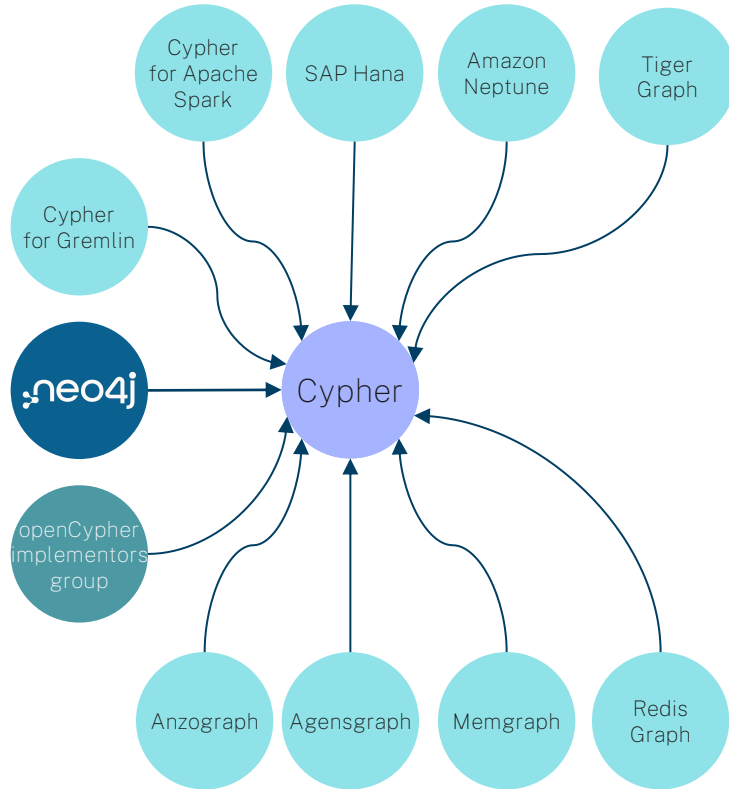 Cypher
for Apache
Spark
SAP Hana
Amazon
Neptune
Tiger
Graph
Cypher
for Gremlin
neo4j
Cypher
openCypher
implementors
group
Anzograph
Agensgraph
Memgraph
Redis
Graph